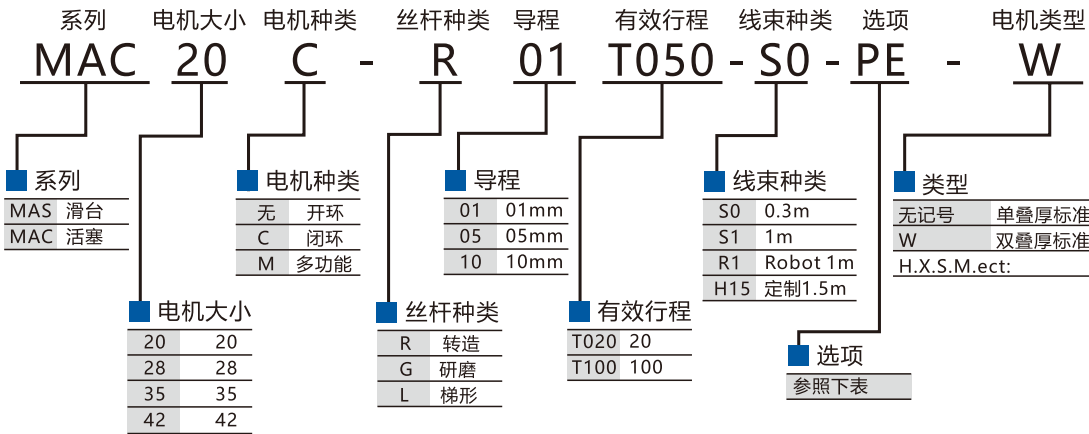 系列 电机大小 电机种类 丝杆种类 导程 有效行程 线束种类 选项 电机类型
MAC 20 C - R 01 T050 - S0 - PE - W
系列
MAS 滑台
MAC 活塞
电机种类
无 开环
C 闭环
M 多功能
导程
01 01mm
05 05mm
10 10mm
线束种类
S0 0.3m
S1 1m
R1 Robot 1m
H15 定制1.5m
类型
无记号 单叠厚标准
W 双叠厚标准
H.X.S.M.ect:
电机大小
20 20
28 28
35 35
42 42
丝杆种类
R 转造
G 研磨
L 梯形
有效行程
T020 20
T100 100
选项
参照下表